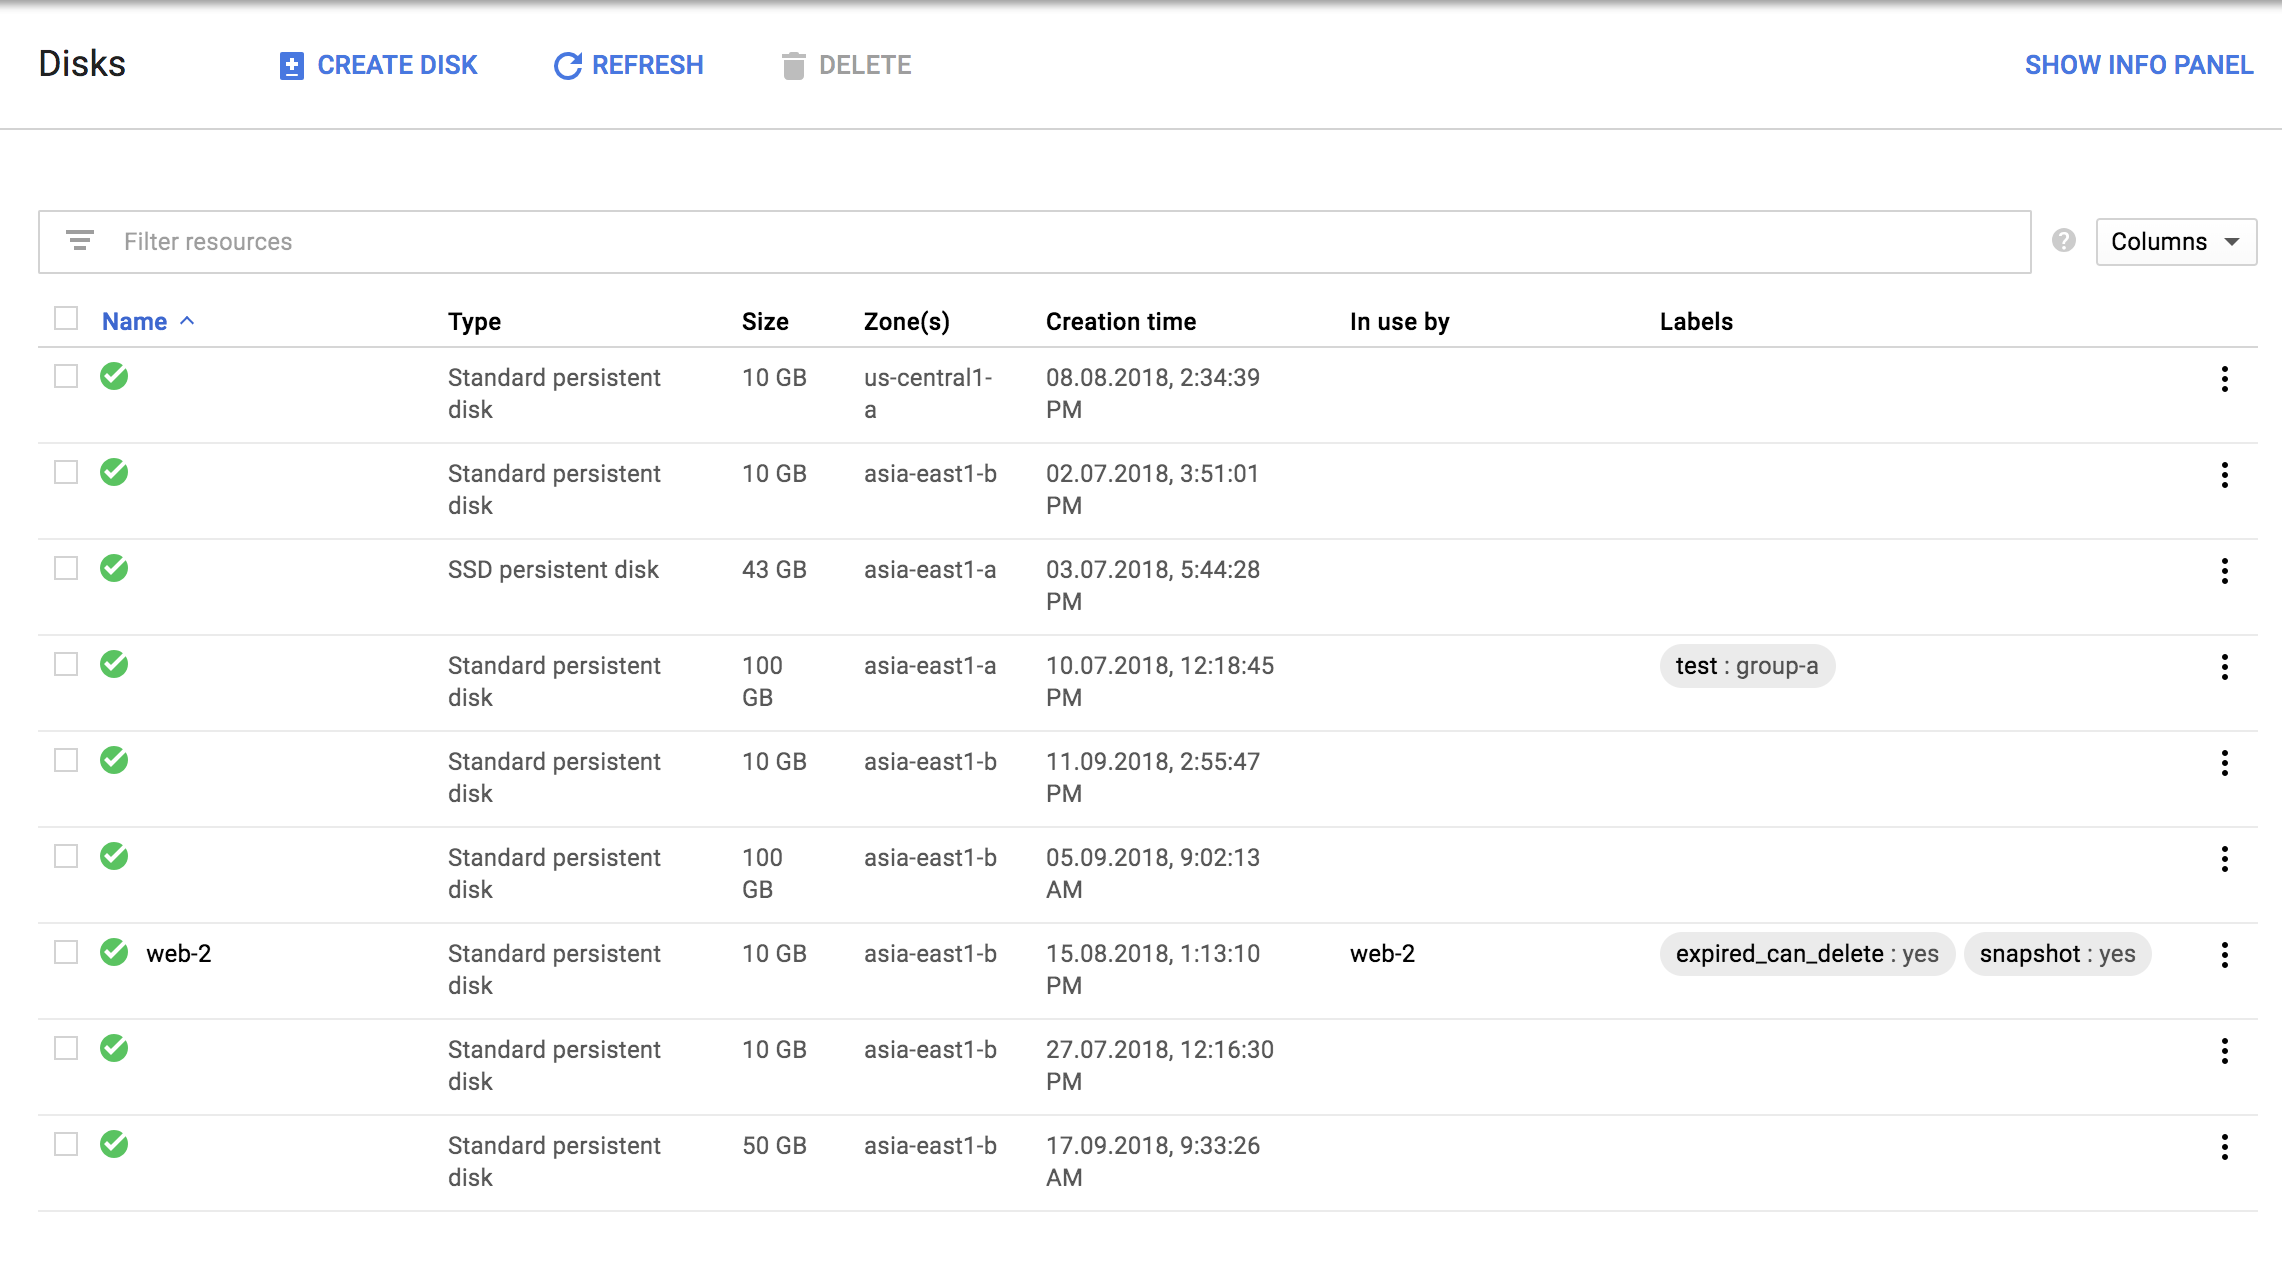 Disks CREATE DISK REFRESH DELETE SHOW INFO PANEL
Filter resources ? Columns
Name Type Size Zone(s) Creation time In use by Labels
Standard persistent 10 GB us-central1- 08.08.2018, 2:34:39
disk a PM
Standard persistent 10 GB asia-east1-b 02.07.2018, 3:51:01
disk PM
SSD persistent disk 43 GB asia-east1-a 03.07.2018, 5:44:28
PM
Standard persistent 100 asia-east1-a 10.07.2018, 12:18:45 test : group-a
disk GB PM
Standard persistent 10 GB asia-east1-b 11.09.2018, 2:55:47
disk PM
Standard persistent 100 asia-east1-b 05.09.2018, 9:02:13
disk GB AM
web-2 Standard persistent 10 GB asia-east1-b 15.08.2018, 1:13:10 web-2 expired_can_delete : yes snapshot : yes
disk PM
Standard persistent 10 GB asia-east1-b 27.07.2018, 12:16:30
disk PM
Standard persistent 50 GB asia-east1-b 17.09.2018, 9:33:26
disk AM